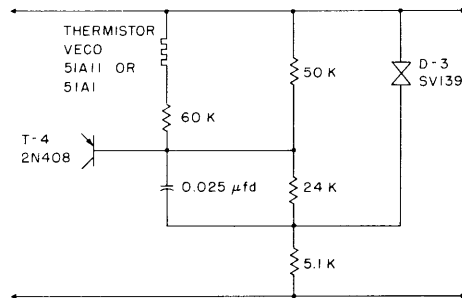 THERMISTOR
VECO
51A11 OR
51A1
50 K
D-3
SV139
60 K
T-4
2N408
0.025 μfd
24 K
5.1 K